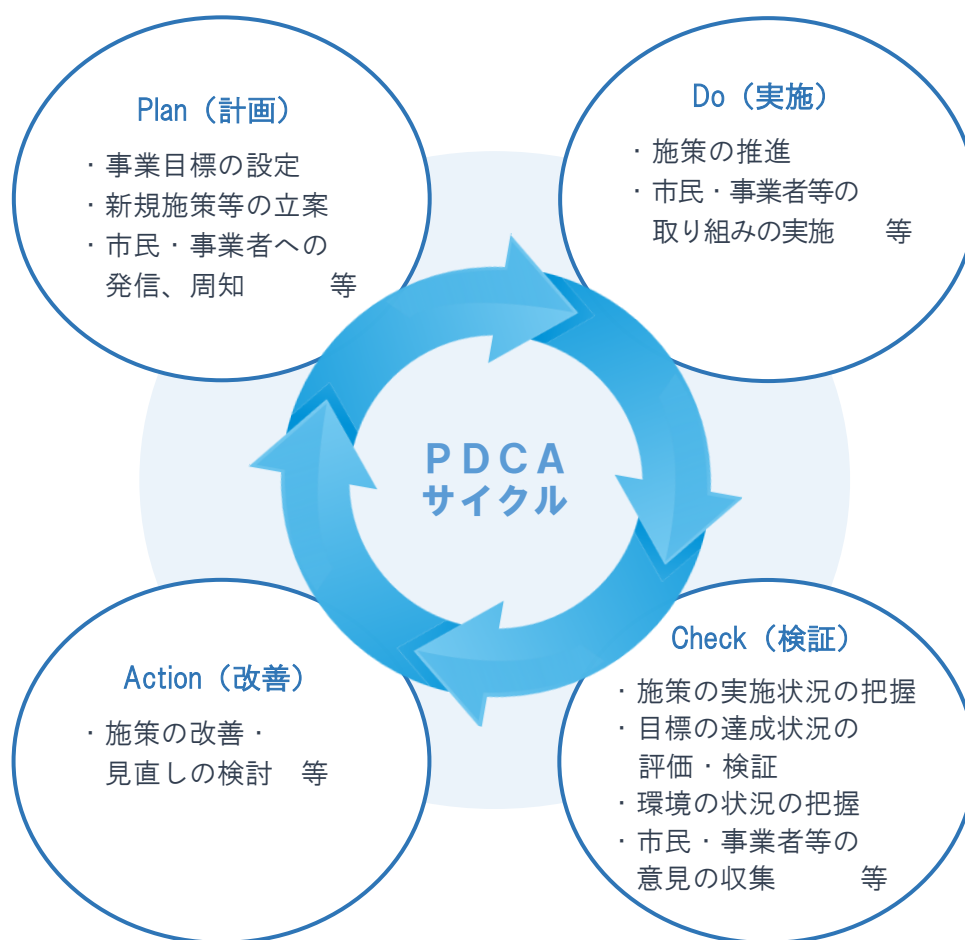 Plan（計画）
・事業目標の設定
・新規施策等の立案
・市民・事業者への
発信、周知　　　等
Do（実施）
・施策の推進
・市民・事業者等の
取り組みの実施　　等
PDCA
サイクル
Action（改善）
・施策の改善・
見直しの検討　等
Check（検証）
・施策の実施状況の把握
・目標の達成状況の
評価・検証
・環境の状況の把握
・市民・事業者等の
意見の収集　　　等